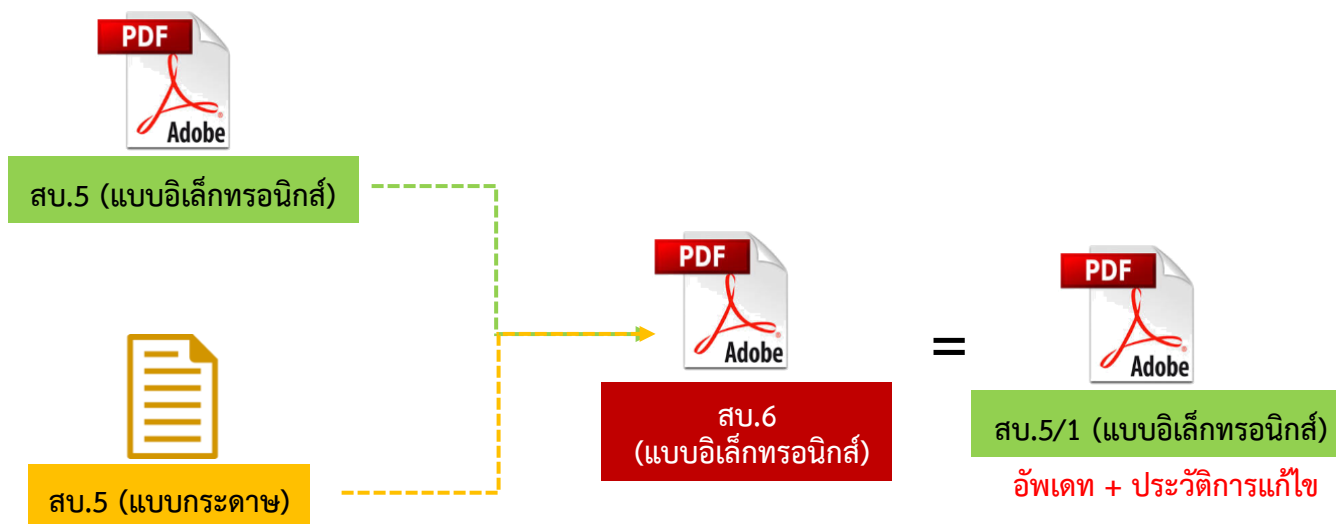 PDF
Adobe
สบ.5 (แบบอิเล็กทรอนิกส์)
PDF
Adobe
สบ.6
(แบบอิเล็กทรอนิกส์)
=
PDF
Adobe
สบ.5/1 (แบบอิเล็กทรอนิกส์)
อัพเดท + ประวัติการแก้ไข
สบ.5 (แบบกระดาษ)